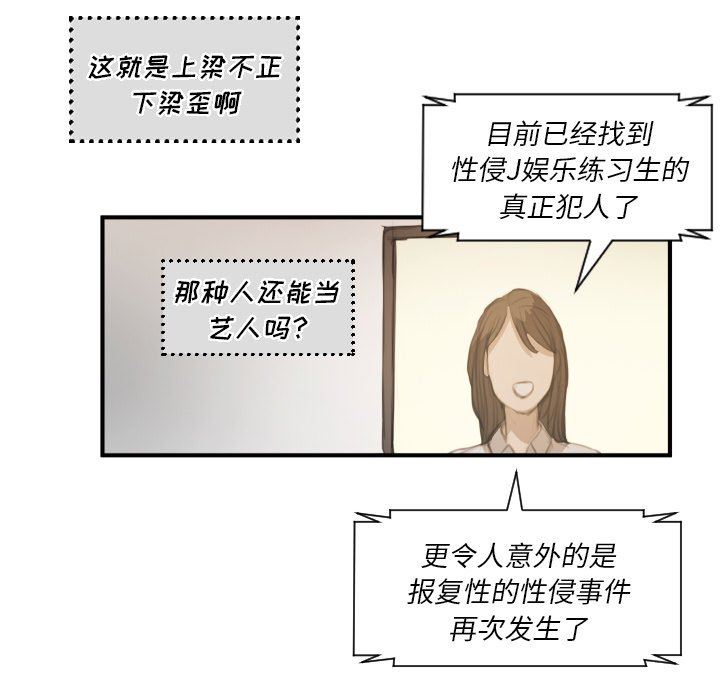 这就是上梁不正
下梁歪啊
目前已经找到
性侵J娱乐练习生的
真正犯人了
那种人还能当
艺人吗?
更令人意外的是
报复性的性侵事件
再次发生了